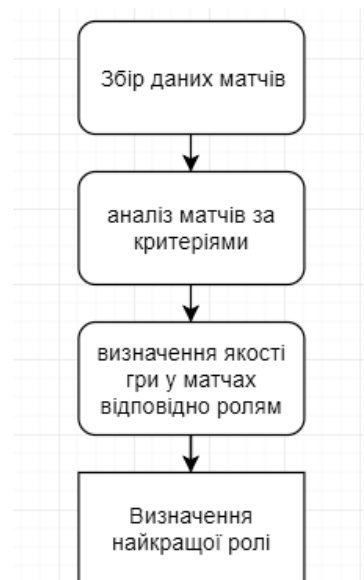 Збір даних матчів
аналіз матчів за
критеріями
визначення якості
гри у матчах
відповідно ролям
Визначення
найкращої ролі